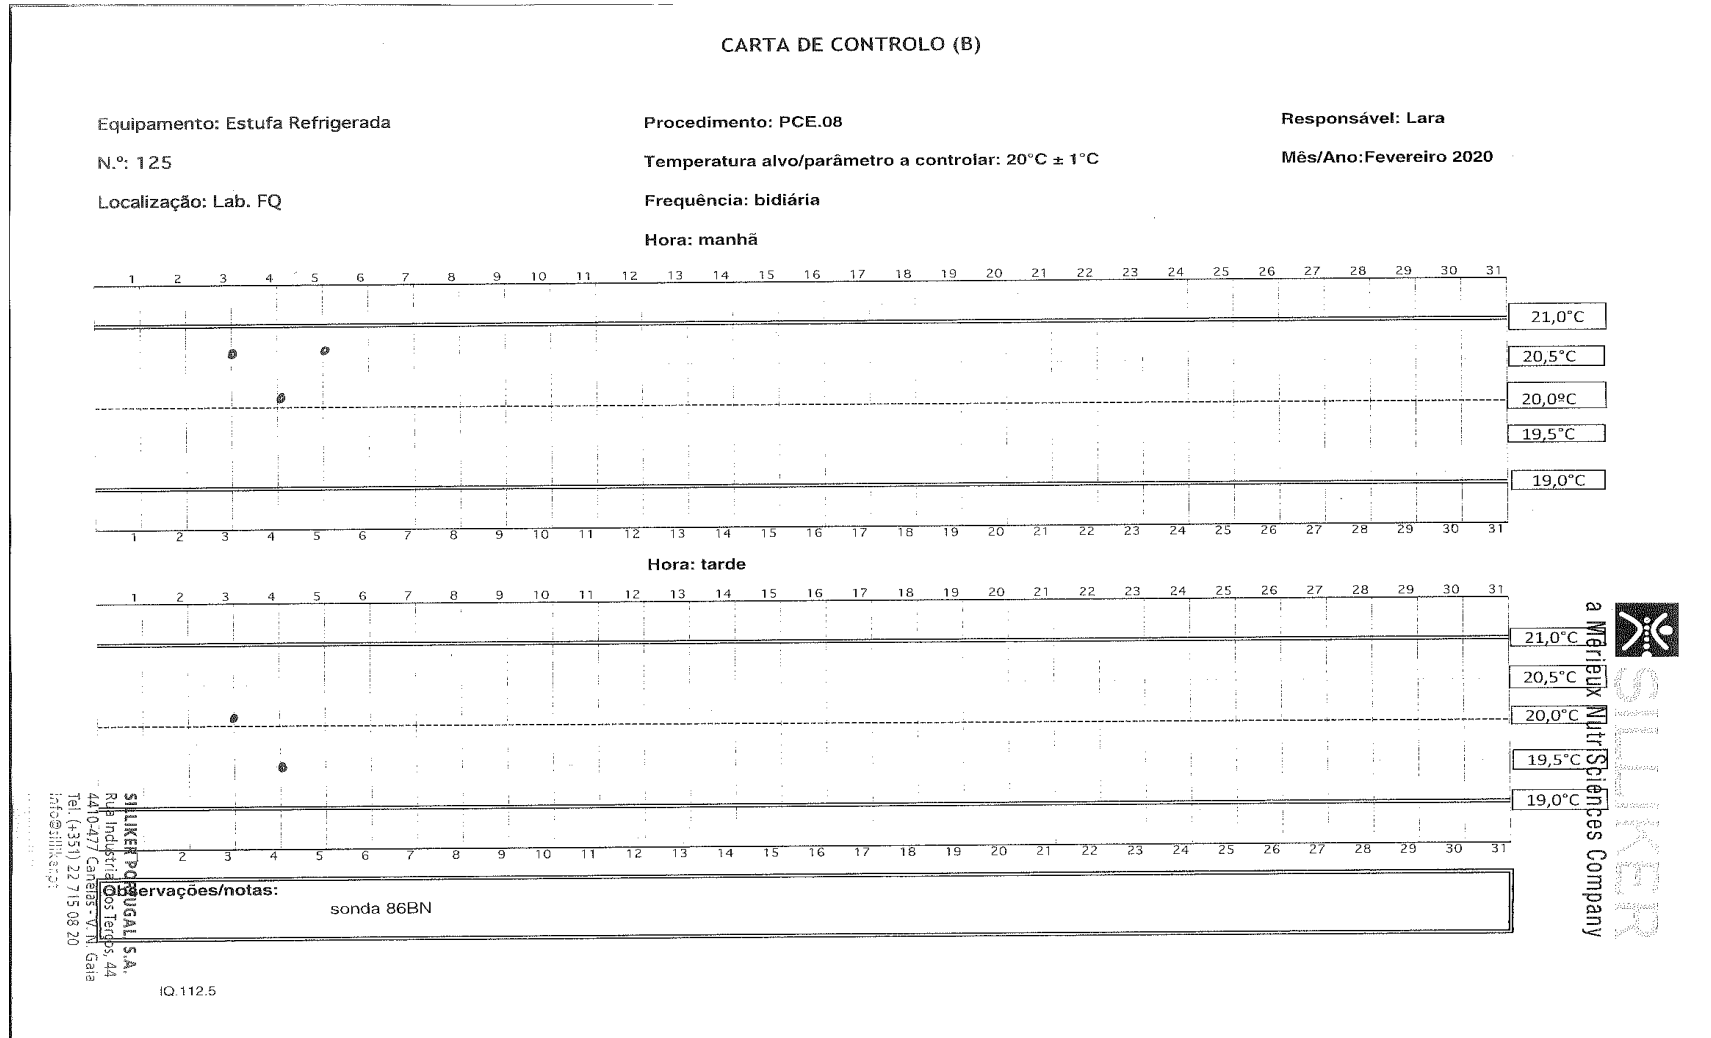 CARTA DE CONTROLO (B)
Equipamento: Estufa Refrigerada
Procedimento: PCE.08
Responsável: Lara
N.º: 125
Temperatura alvo/parâmetro a controlar: 20°C ± 1°C
Mês/Ano:Fevereiro 2020
Localização: Lab. FQ
Frequência: bidiária
Hora: manhã
1 2 3 4 5 6 7 8 9 10 11 12 13 14 15 16 17 18 19 20 21 22 23 24 25 26 27 28 29 30 31
21,0°C
20,5°C
20,0ºC
19,5°C
19,0°C
1 2 3 4 5 6 7 8 9 10 11 12 13 14 15 16 17 18 19 20 21 22 23 24 25 26 27 28 29 30 31
Hora: tarde
1 2 3 4 5 6 7 8 9 10 11 12 13 14 15 16 17 18 19 20 21 22 23 24 25 26 27 28 29 30 31
21,0°C
20,5°C
20,0°C
19,5°C
19,0°C
2 3 4 5 6 7 8 9 10 11 12 13 14 15 16 17 18 19 20 21 22 23 24 25 26 27 28 29 30 31
Observações/notas:
sonda 86BN
IQ.112.5
SILLIKER PORTUGAL, S.A.
Rua Industrial dos Terços, 44
4410-477 Canelas - V. N. Gaia
Tel. (+351) 22 715 08 20
SILLIKER
a Mérieux NutriSciences Company